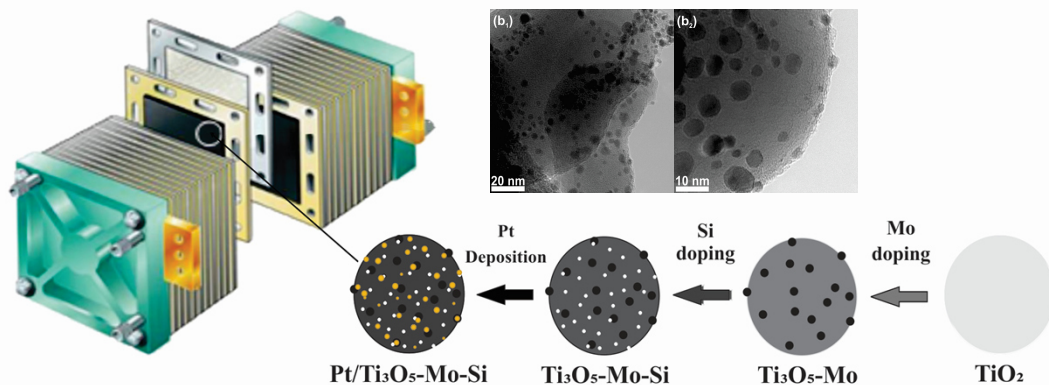 (b₁)
(b₂)
20 nm
10 nm
Pt
Deposition
Si
doping
Mo
doping
Pt/Ti₃O₅-Mo-Si
Ti₃O₅-Mo-Si
Ti₃O₅-Mo
TiO₂